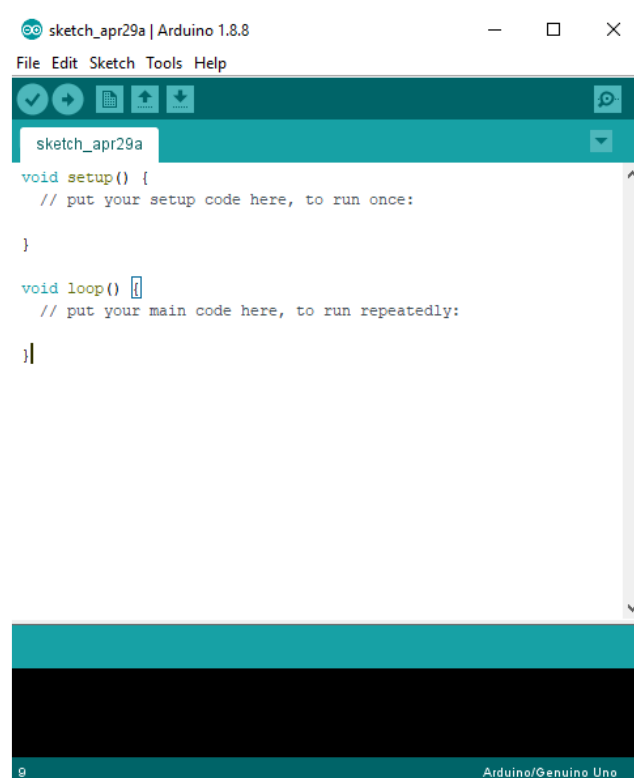 sketch_apr29a | Arduino 1.8.8
File Edit Sketch Tools Help
sketch_apr29a
void setup() {
  // put your setup code here, to run once:
}
void loop() {
  // put your main code here, to run repeatedly:
}
9 Arduino/Genuino Uno